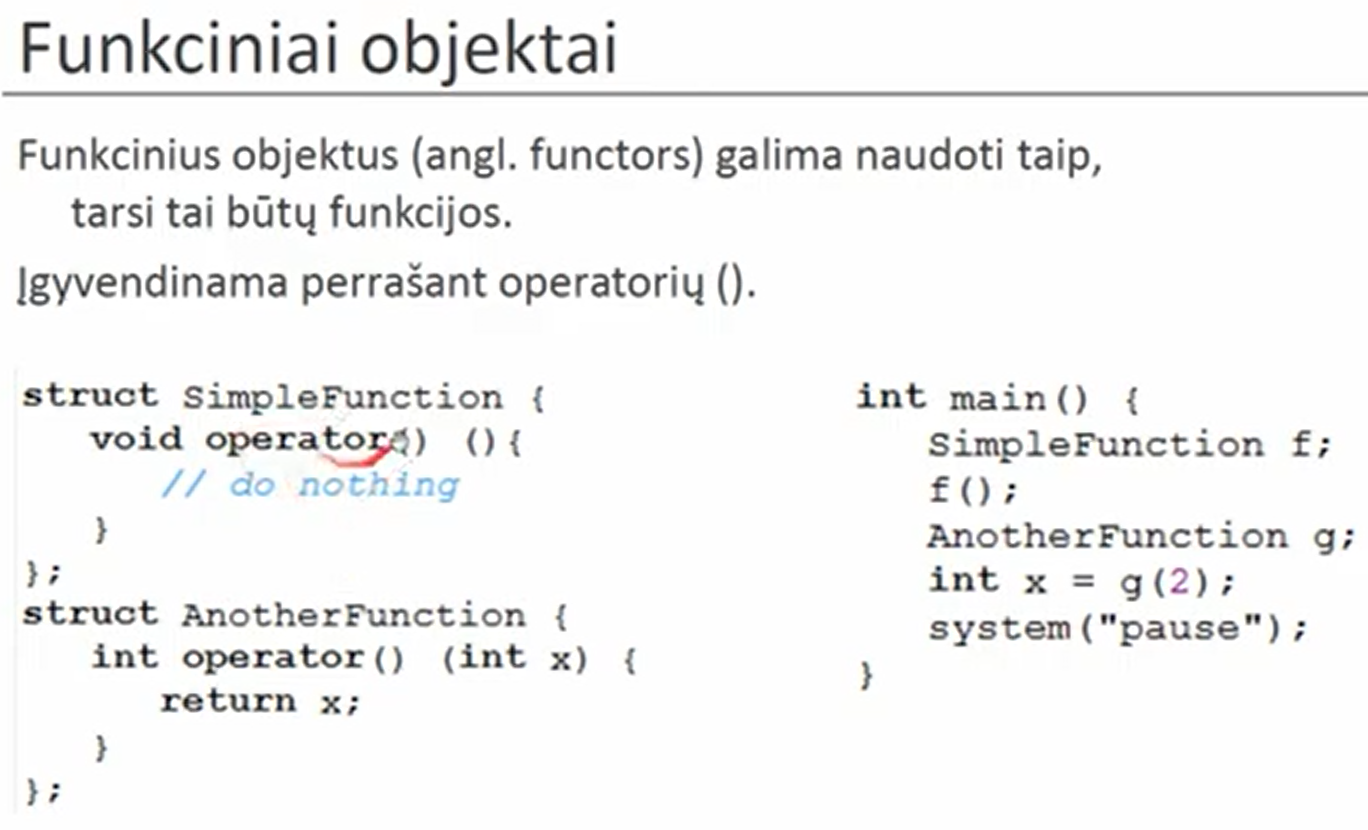 Funkciniai objektai
Funkcinius objektus (angl. functors) galima naudoti taip,
tarsi tai būtų funkcijos.
Įgyvendinama perrašant operatorių ().
struct SimpleFunction {
void operator() (){
// do nothing
}
};
struct AnotherFunction {
int operator() (int x) {
return x;
}
};
int main() {
SimpleFunction f;
f();
AnotherFunction g;
int x = g(2);
system("pause");
}